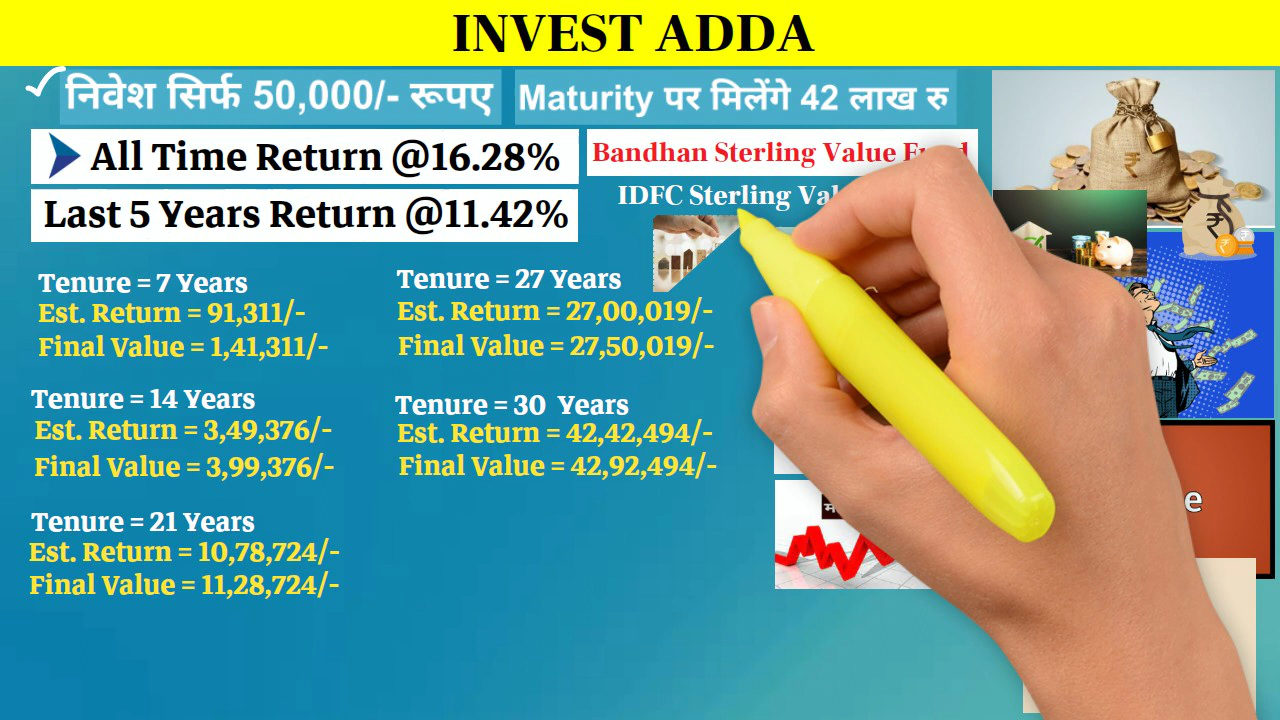 INVEST ADDA
निवेश सिर्फ 50,000/- रूपए
Maturity पर मिलेंगे 42 लाख रु
All Time Return @16.28%
Last 5 Years Return @11.42%
Bandhan Sterling Value
IDFC Sterling
Tenure = 7 Years
Est. Return = 91,311/-
Final Value = 1,41,311/-
Tenure = 14 Years
Est. Return = 3,49,376/-
Final Value = 3,99,376/-
Tenure = 21 Years
Est. Return = 10,78,724/-
Final Value = 11,28,724/-
Tenure = 27 Years
Est. Return = 27,00,019/-
Final Value = 27,50,019/-
Tenure = 30 Years
Est. Return = 42,42,494/-
Final Value = 42,92,494/-